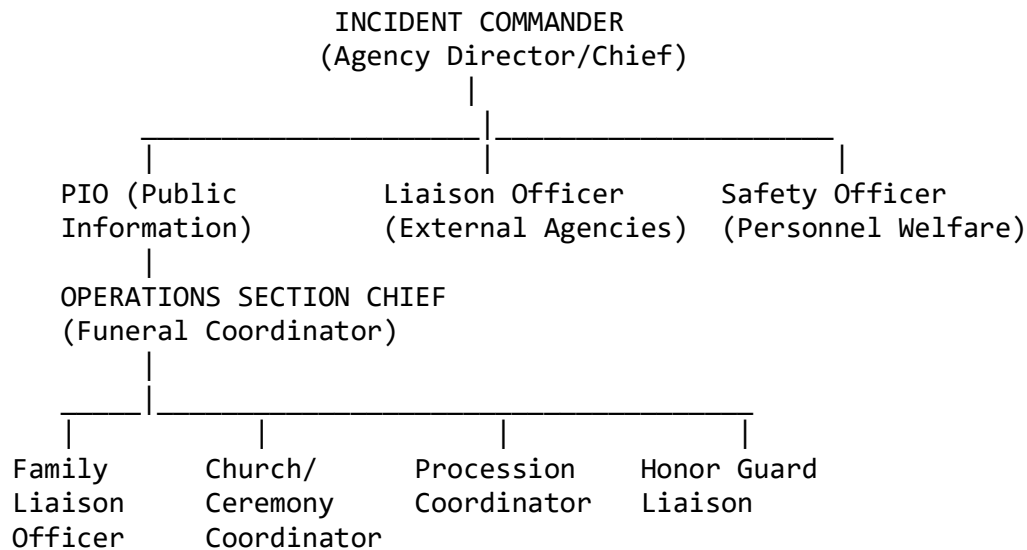 INCIDENT COMMANDER
(Agency Director/Chief)
PIO (Public
Information)
Liaison Officer
(External Agencies)
Safety Officer
(Personnel Welfare)
OPERATIONS SECTION CHIEF
(Funeral Coordinator)
Family
Liaison
Officer
Church/
Ceremony
Coordinator
Procession
Coordinator
Honor Guard
Liaison